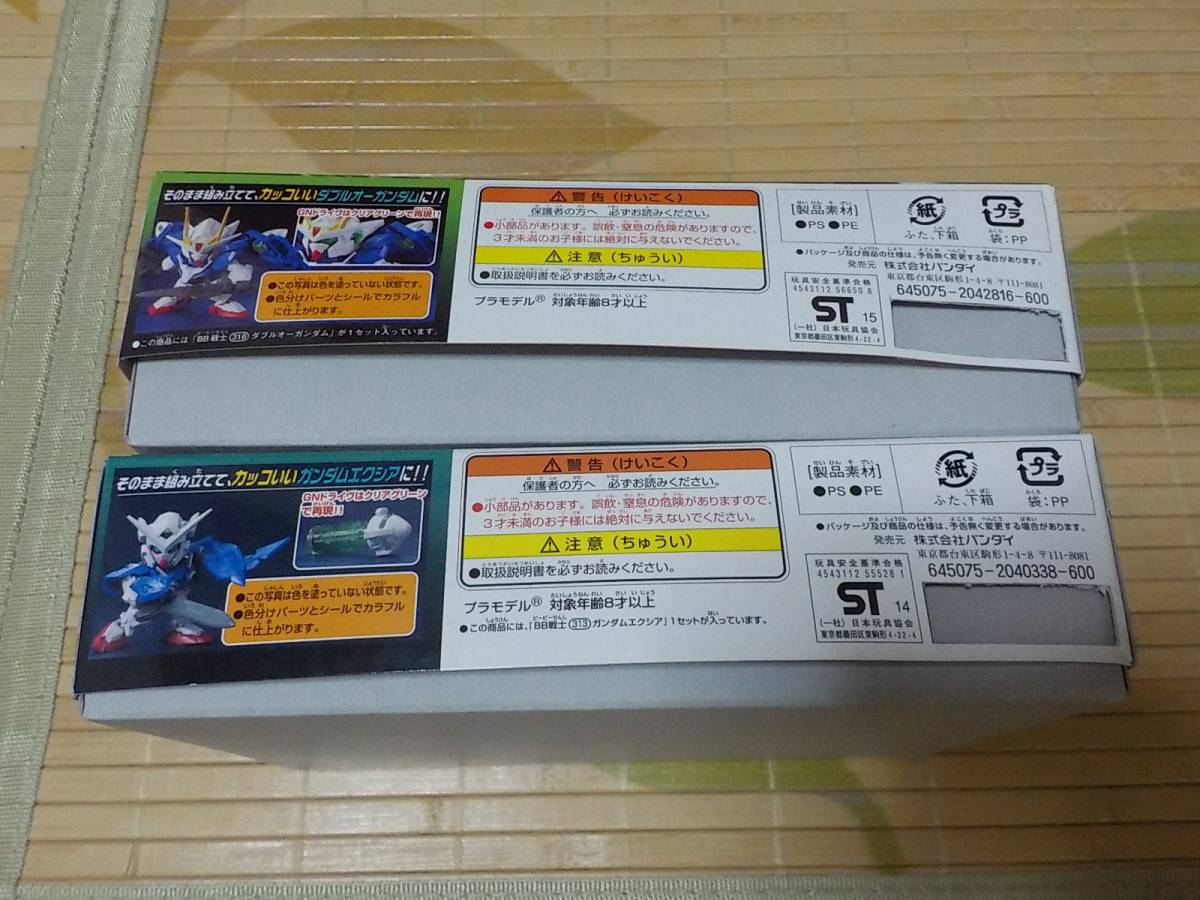 そのまま組み立てて、カッコいいダブルオーガンダムに!!
GNドライヴはクリアグリーンで再現!!
●この写真は色を塗っていない状態です。
●色分けパーツとシールでカラフル
に仕上がります。
●この商品には「BB戦士 316 ダブルオーガンダム」が1セット入っています。
⚠警告(けいこく)
保護者の方へ 必ずお読みください。
●小部品があります。誤飲・窒息の危険がありますので、
3才未満のお子様には絶対に与えないでください。
⚠注意(ちゅうい)
●取扱説明書を必ずお読みください。
プラモデル® 対象年齢8才以上
[製品素材]
●PS ●PE
紙
ふた、下箱
プラ
袋:PP
●パッケージ及び商品の仕様は、予告無く変更する場合があります。
発売元 株式会社バンダイ
東京都台東区駒形1-4-8 〒111-8081
645075-2042816-600
玩具安全基準合格
4543112 56650 8
ST 15
(一社)日本玩具協会
東京都墨田区東駒形4-22-4
そのまま組み立てて、カッコいいガンダムエクシアに!!
GNドライヴはクリアグリーン
で再現!!
●この写真は色を塗っていない状態です。
●色分けパーツとシールでカラフル
に仕上がります。
⚠警告(けいこく)
保護者の方へ 必ずお読みください。
●小部品があります。誤飲・窒息の危険がありますので、
3才未満のお子様には絶対に与えないでください。
⚠注意(ちゅうい)
●取扱説明書を必ずお読みください。
プラモデル® 対象年齢8才以上
●この商品には、「BB戦士 313 ガンダムエクシア」1セットが入っています。
[製品素材]
●PS ●PE
紙
ふた、下箱
プラ
袋:PP
●パッケージ及び商品の仕様は、予告無く変更する場合があります。
発売元 株式会社バンダイ
東京都台東区駒形1-4-8 〒111-8081
645075-2040338-600
玩具安全基準合格
4543112 55528 1
ST 14
(一社)日本玩具協会
東京都墨田区東駒形4-22-4